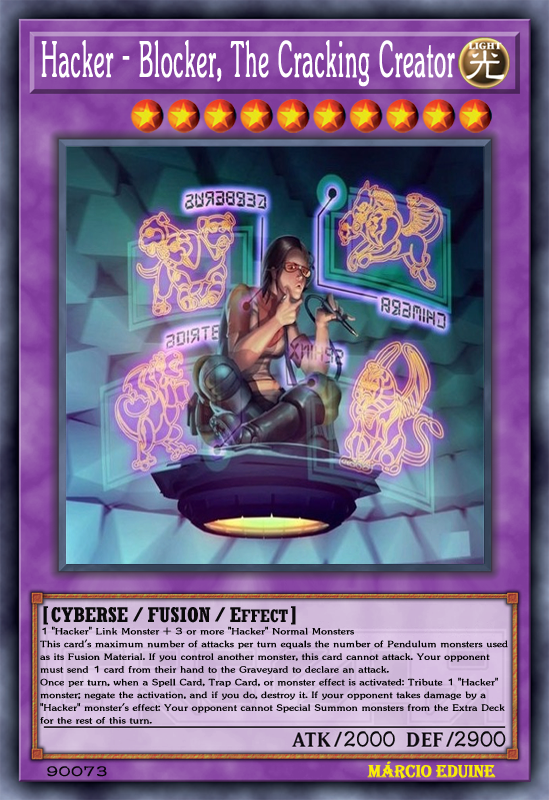 Hacker - Blocker, The Cracking Creator
LIGHT
光
CERBERUS
CHIMERA
SPHINX
[CYBERSE / FUSION / EFFECT]
1 "Hacker" Link Monster + 3 or more "Hacker" Normal Monsters
This card's maximum number of attacks per turn equals the number of Pendulum monsters used
as its Fusion Material. If you control another monster, this card cannot attack. Your opponent
must send 1 card from their hand to the Graveyard to declare an attack.
Once per turn, when a Spell Card, Trap Card, or monster effect is activated: Tribute 1 "Hacker"
monster; negate the activation, and if you do, destroy it. If your opponent takes damage by a
"Hacker" monster's effect: Your opponent cannot Special Summon monsters from the Extra Deck
for the rest of this turn.
ATK/2000 DEF/2900
90073
MÁRCIO EDUINE